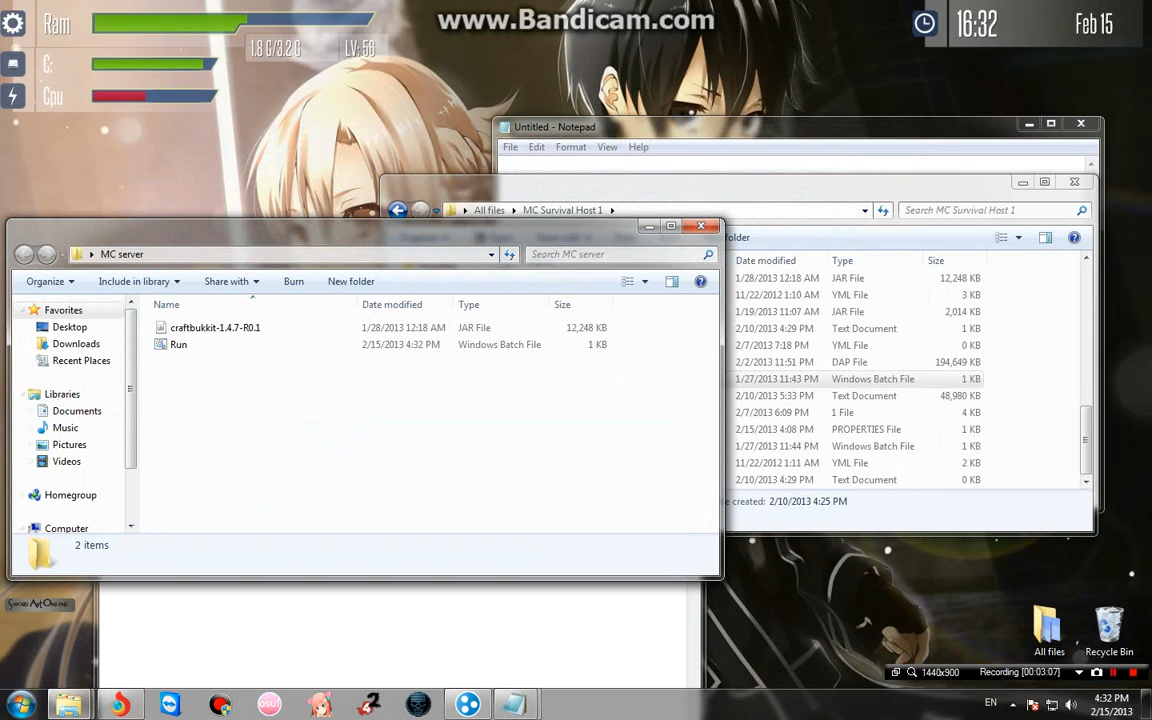 www.Bandicam.com
Ram
1.8 G/3.2 G
LV: 56
C:
Cpu
16:32
Feb 15
Untitled - Notepad
File Edit Format View Help
All files MC Survival Host 1
Search MC Survival Host 1
folder
Date modified Type Size
1/28/2013 12:18 AM JAR File 12,248 KB
11/22/2012 1:10 AM YML File 3 KB
1/19/2013 11:07 AM JAR File 2,014 KB
2/10/2013 4:29 PM Text Document 0 KB
2/7/2013 7:18 PM YML File 0 KB
2/2/2013 11:51 PM DAP File 194,649 KB
1/27/2013 11:43 PM Windows Batch File 1 KB
2/10/2013 5:33 PM Text Document 48,980 KB
2/7/2013 6:09 PM 1 File 4 KB
2/15/2013 4:08 PM PROPERTIES File 1 KB
1/27/2013 11:44 PM Windows Batch File 1 KB
11/22/2012 1:11 AM YML File 2 KB
2/10/2013 4:29 PM Text Document 0 KB
e created: 2/10/2013 4:25 PM
MC server
Search MC server
Organize Include in library Share with Burn New folder
Name Date modified Type Size
craftbukkit-1.4.7-R0.1 1/28/2013 12:18 AM JAR File 12,248 KB
Run 2/15/2013 4:32 PM Windows Batch File 1 KB
Favorites
Desktop
Downloads
Recent Places
Libraries
Documents
Music
Pictures
Videos
Homegroup
Computer
2 items
SWORD ART ONLINE
All files
Recycle Bin
1440x900 Recording [00:03:07]
osu!
EN
4:32 PM
2/15/2013